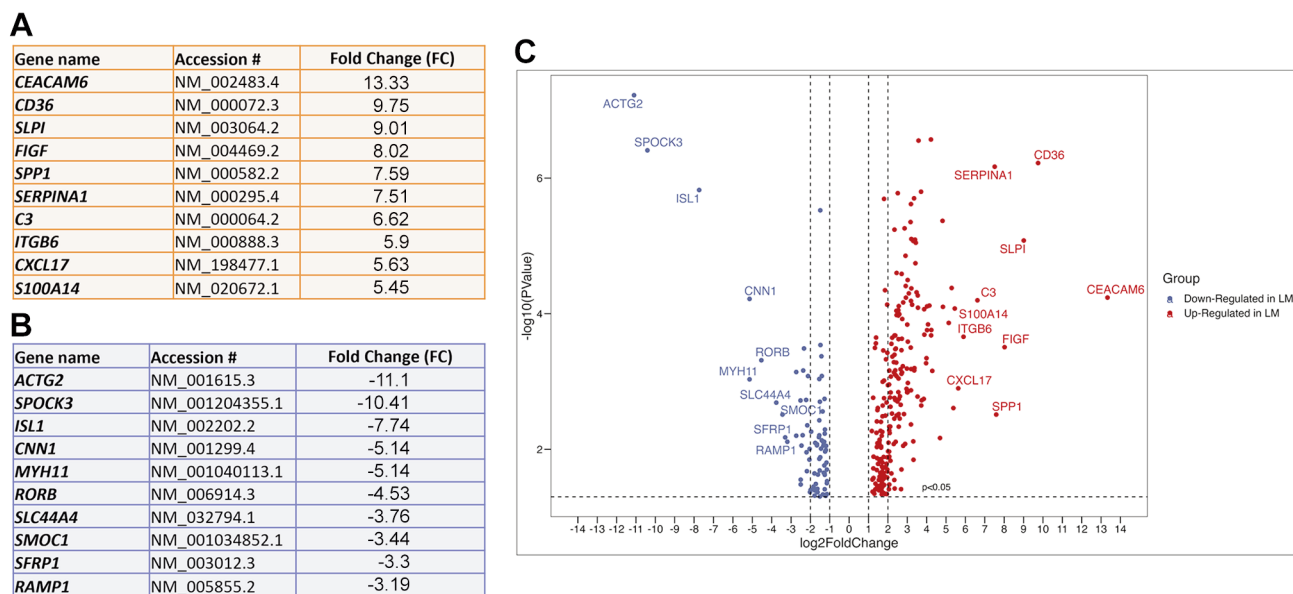 A
Gene name Accession # Fold Change (FC)
CEACAM6 NM_002483.4 13.33
CD36 NM_000072.3 9.75
SLPI NM_003064.2 9.01
FIGF NM_004469.2 8.02
SPP1 NM_000582.2 7.59
SERPINA1 NM_000295.4 7.51
C3 NM_000064.2 6.62
ITGB6 NM_000888.3 5.9
CXCL17 NM_198477.1 5.63
S100A14 NM_020672.1 5.45
B
Gene name Accession # Fold Change (FC)
ACTG2 NM_001615.3 -11.1
SPOCK3 NM_001204355.1 -10.41
ISL1 NM_002202.2 -7.74
CNN1 NM_001299.4 -5.14
MYH11 NM_001040113.1 -5.14
RORB NM_006914.3 -4.53
SLC44A4 NM_032794.1 -3.76
SMOC1 NM_001034852.1 -3.44
SFRP1 NM_003012.3 -3.3
RAMP1 NM_005855.2 -3.19
C
-log10(PValue)
6
4
2
ACTG2
SPOCK3
ISL1
CNN1
RORB
MYH11
SLC44A4
SMOC1
SFRP1
RAMP1
CD36
SERPINA1
SLPI
CEACAM6
C3
S100A14
ITGB6
FIGF
CXCL17
SPP1
p<0.05
-14 -13 -12 -11 -10 -9 -8 -7 -6 -5 -4 -3 -2 -1 0 1 2 3 4 5 6 7 8 9 10 11 12 13 14
log2FoldChange
Group
Down-Regulated in LM
Up-Regulated in LM